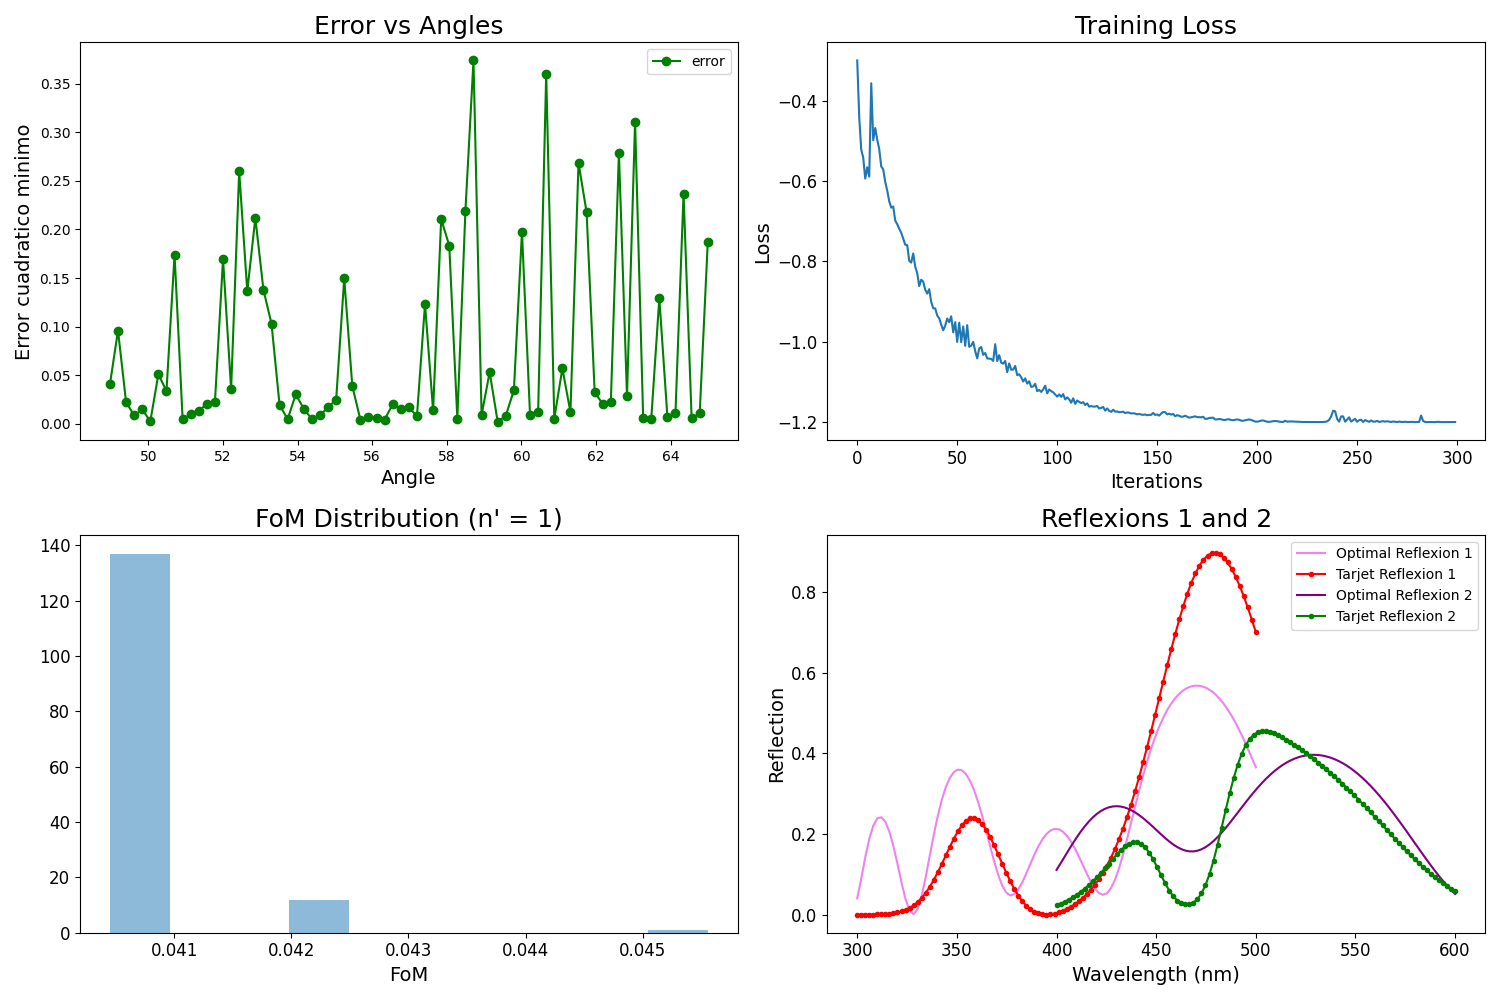 Error vs Angles
error
Error cuadratico minimo
0.35
0.30
0.25
0.20
0.15
0.10
0.05
0.00
50 52 54 56 58 60 62 64
Angle
Training Loss
Loss
−0.4
−0.6
−0.8
−1.0
−1.2
0 50 100 150 200 250 300
Iterations
FoM Distribution (n' = 1)
140
120
100
80
60
40
20
0
0.041 0.042 0.043 0.044 0.045
FoM
Reflexions 1 and 2
Optimal Reflexion 1
Tarjet Reflexion 1
Optimal Reflexion 2
Tarjet Reflexion 2
Reflection
0.8
0.6
0.4
0.2
0.0
300 350 400 450 500 550 600
Wavelength (nm)